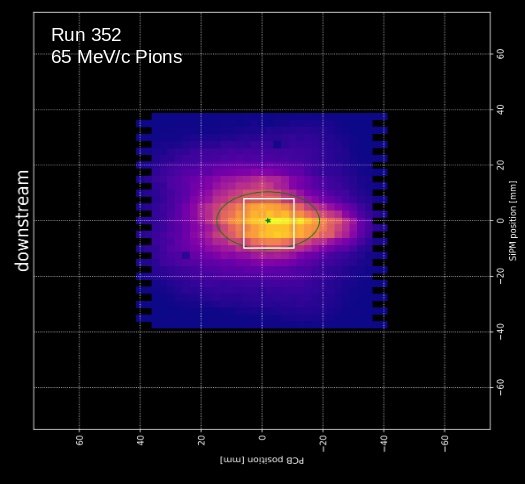 Run 352
65 MeV/c Pions
downstream
60
40
20
0
−20
−40
−60
SiPM position [mm]
60
40
20
0
−20
−40
−60
PCB position [mm]